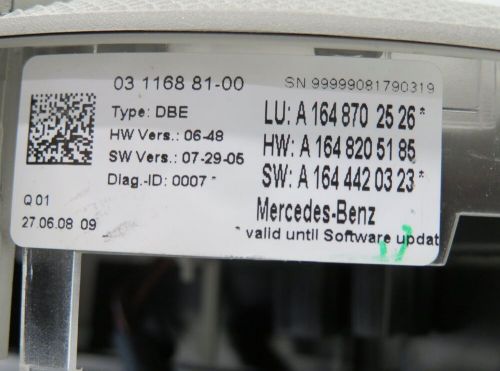 03 1168 81-00
SN 99999081790319
Type: DBE
HW Vers.: 06-48
SW Vers.: 07-29-05
Diag.-ID: 0007 *
LU: A 164 870 25 26 *
HW: A 164 820 51 85
SW: A 164 442 03 23 *
Mercedes-Benz
* valid until Software updat
Q 01
27.06.08 09